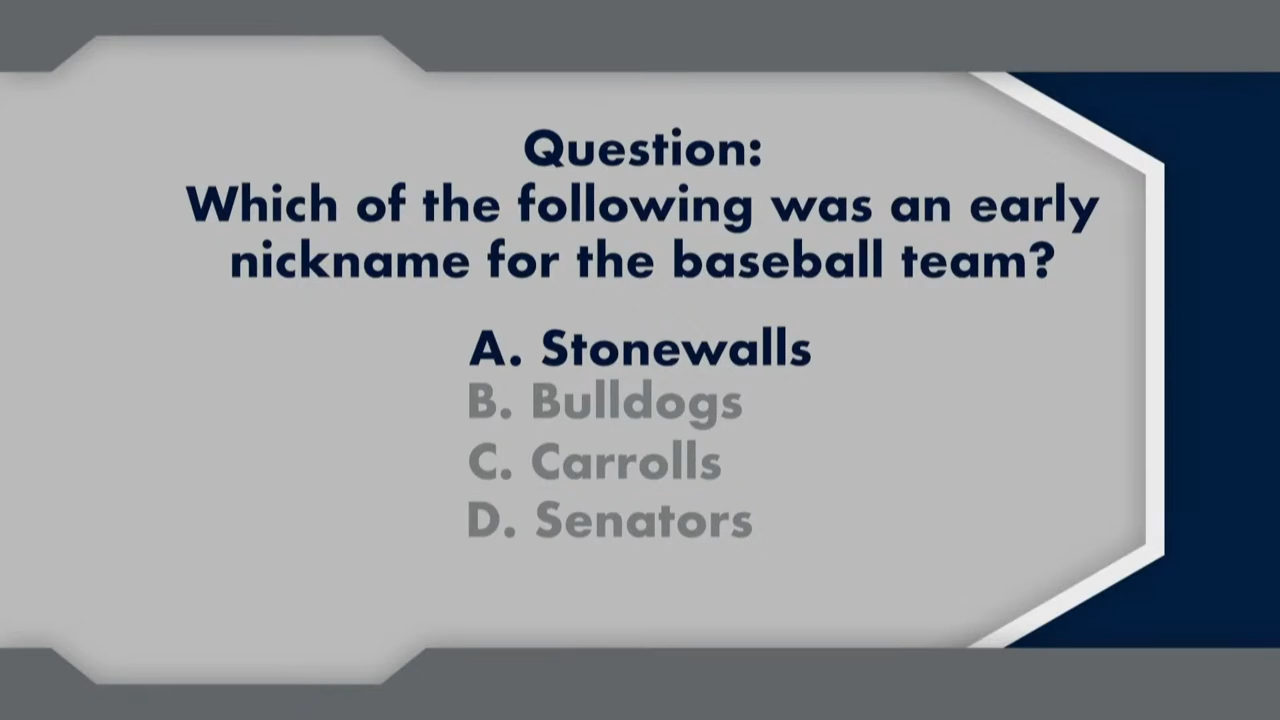 Question:
Which of the following was an early
nickname for the baseball team?
A. Stonewalls
B. Bulldogs
C. Carrolls
D. Senators